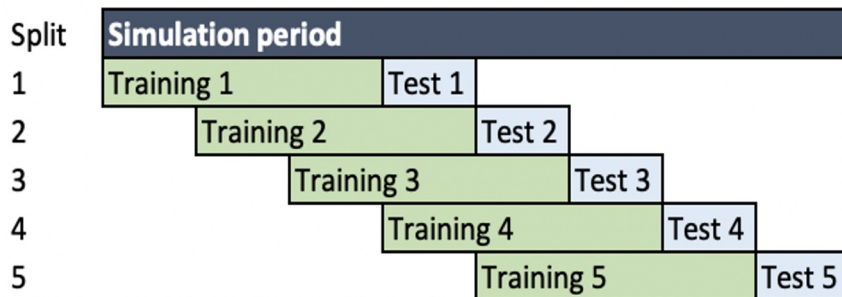 Split Simulation period
1 Training 1 Test 1
2 Training 2 Test 2
3 Training 3 Test 3
4 Training 4 Test 4
5 Training 5 Test 5